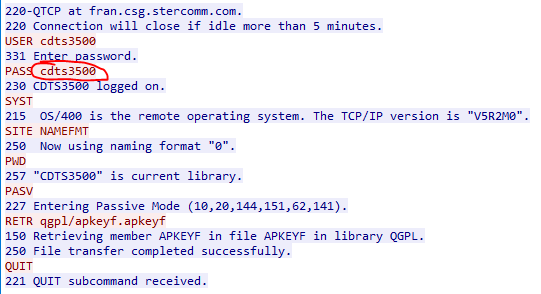 220-QTCP at fran.csg.stercomm.com.
220 Connection will close if idle more than 5 minutes.
USER cdts3500
331 Enter password.
PASS cdts3500
230 CDTS3500 logged on.
SYST
215  OS/400 is the remote operating system. The TCP/IP version is "V5R2M0".
SITE NAMEFMT
250  Now using naming format "0".
PWD
257 "CDTS3500" is current library.
PASV
227 Entering Passive Mode (10,20,144,151,62,141).
RETR qgpl/apkeyf.apkeyf
150 Retrieving member APKEYF in file APKEYF in library QGPL.
250 File transfer completed successfully.
QUIT
221 QUIT subcommand received.